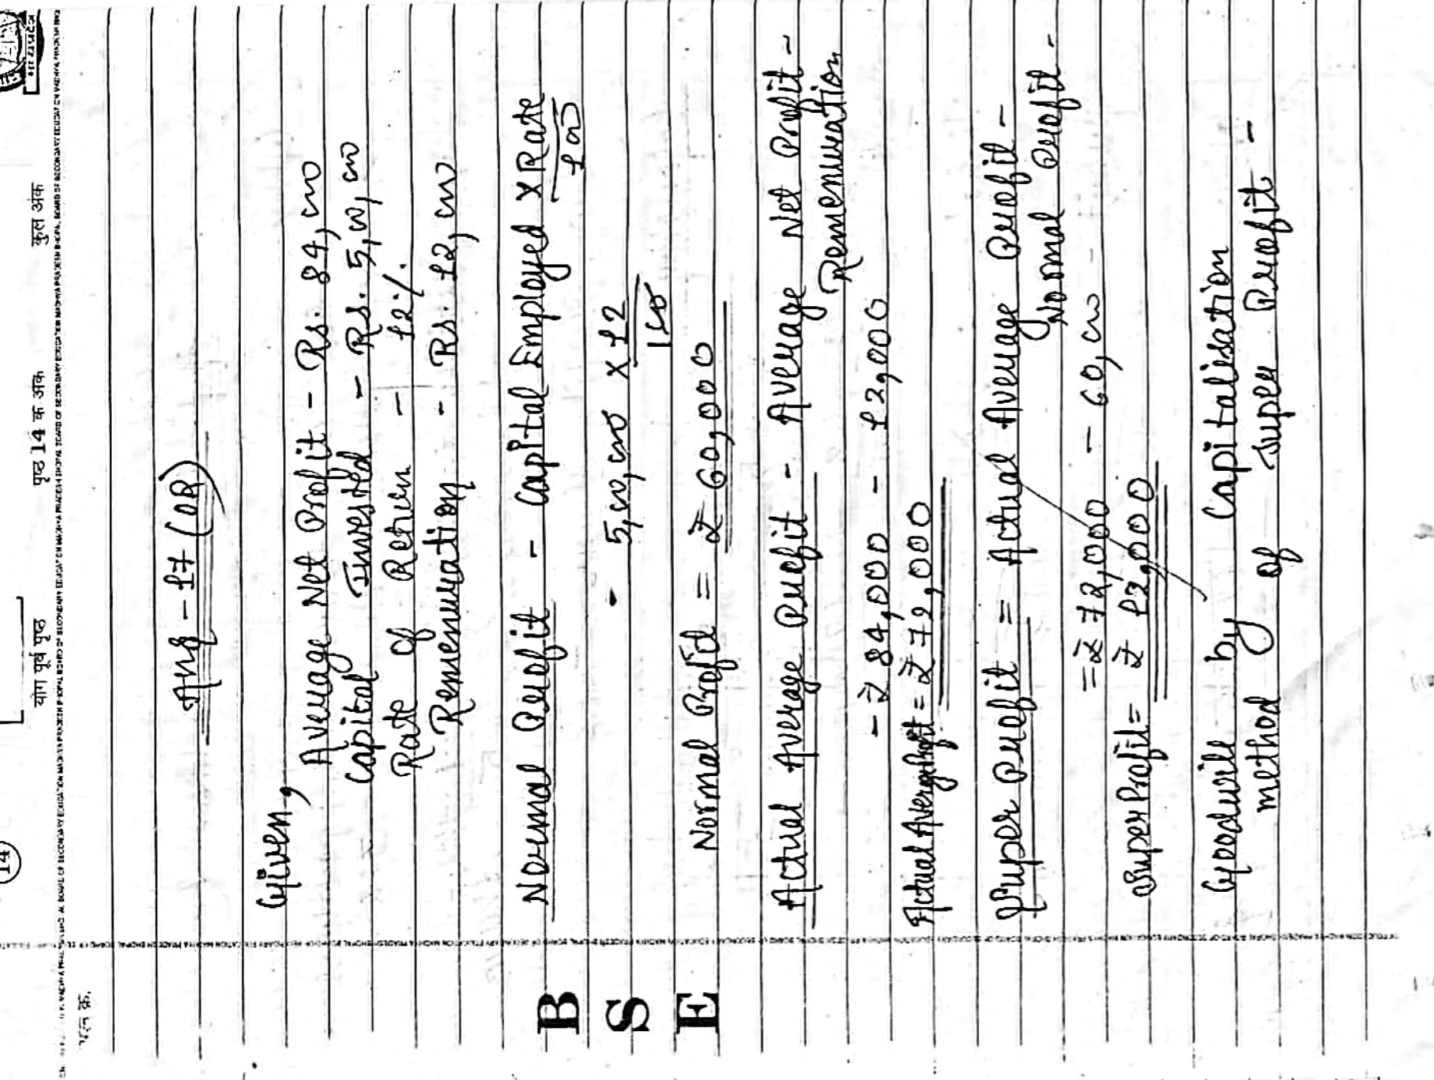 14
योग पूर्व पृष्ठ
पृष्ठ 14 के अंक
कुल अंक
प्रश्न क्र.
Ans - 17 (OR)
Given,
Average Net Profit - Rs. 84,000
Capital Invested - Rs. 5,00,000
Rate of Return - 12%
Remenuration - Rs. 12,000
Normal Profit - Capital Employed X Rate
100
- 5,00,000 X 12
100
Normal Profit = ₹ 60,000
Actual Average Profit - Average Net Profit -
Remenuration
- ₹ 84,000 - 12,000
Actual Average Profit = ₹ 72,000
Super Profit = Actual Average Profit -
Normal Profit -
= ₹ 72,000 - 60,000
Super Profit = ₹ 12,000
Goodwill by Capitalisation
method of Super Profit -
B
S
E